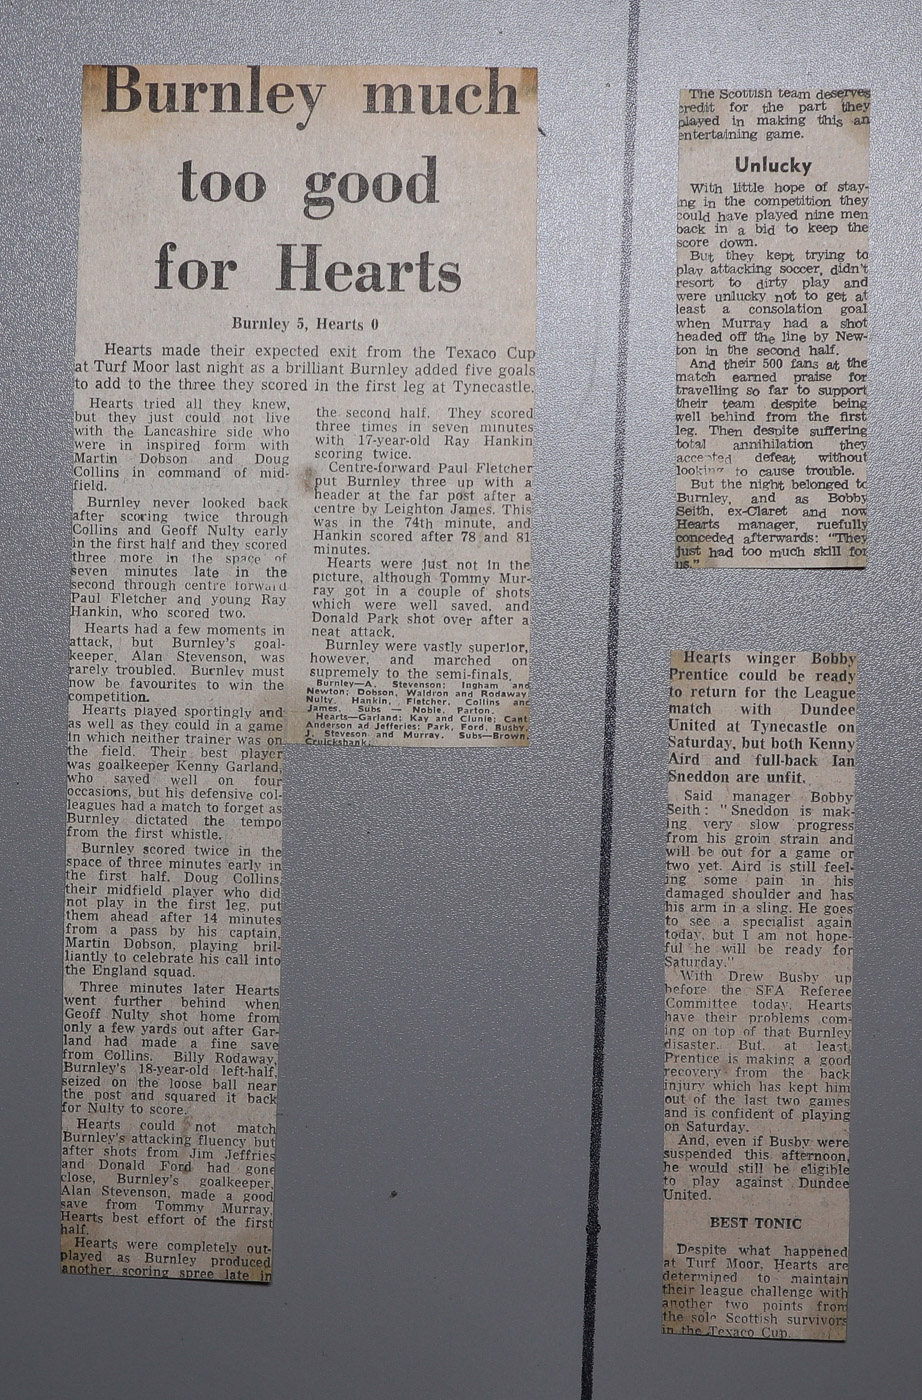 Burnley much
too good
for Hearts
Burnley 5, Hearts 0
Hearts made their expected exit from the Texaco Cup
at Turf Moor last night as a brilliant Burnley added five goals
to add to the three they scored in the first leg at Tynecastle.
Hearts tried all they knew,
but they just could not live
with the Lancashire side who
were in inspired form with
Martin Dobson and Doug
Collins in command of mid-
field.
Burnley never looked back
after scoring twice through
Collins and Geoff Nulty early
in the first half and they scored
three more in the space of
seven minutes late in the
second through centre forward
Paul Fletcher and young Ray
Hankin, who scored two.
Hearts had a few moments in
attack, but Burnley's goal-
keeper, Alan Stevenson, was
rarely troubled. Burnley must
now be favourites to win the
competition.
Hearts played sportingly and
as well as they could in a game
in which neither trainer was on
the field. Their best player
was goalkeeper Kenny Garland,
who saved well on four
occasions, but his defensive col-
leagues had a match to forget as
Burnley dictated the tempo
from the first whistle.
Burnley scored twice in the
space of three minutes early in
the first half. Doug Collins,
their midfield player who did
not play in the first leg, put
them ahead after 14 minutes
from a pass by his captain,
Martin Dobson, playing bril-
liantly to celebrate his call into
the England squad.
Three minutes later Hearts
went further behind when
Geoff Nulty shot home from
only a few yards out after Gar-
land had made a fine save
from Collins. Billy Rodaway,
Burnley's 18-year-old left-half,
seized on the loose ball near
the post and squared it back
for Nulty to score.
Hearts could not match
Burnley's attacking fluency but
after shots from Jim Jeffries
and Donald Ford had gone
close, Burnley's goalkeeper,
Alan Stevenson, made a good
save from Tommy Murray,
Hearts best effort of the first
half.
Hearts were completely out-
played as Burnley produced
another scoring spree late in
the second half. They scored
three times in seven minutes
with 17-year-old Ray Hankin
scoring twice.
Centre-forward Paul Fletcher
put Burnley three up with a
header at the far post after a
centre by Leighton James. This
was in the 74th minute, and
Hankin scored after 78 and 81
minutes.
Hearts were just not in the
picture, although Tommy Mur-
ray got in a couple of shots
which were well saved, and
Donald Park shot over after a
neat attack.
Burnley were vastly superior,
however, and marched on
supremely to the semi-finals.
Burnley—A. Stevenson; Ingham and
Newton; Dobson, Waldron and Rodaway
Nulty, Hankin, Fletcher, Collins and
James. Subs — Noble, Parton.
Hearts—Garland; Kay and Clunie; Cant
Anderson ad Jefferies; Park, Ford, Busby,
J. Steveson and Murray. Subs—Brown,
Cruickshank.
The Scottish team deserves
credit for the part they
played in making this an
entertaining game.
Unlucky
With little hope of stay-
ing in the competition they
could have played nine men
back in a bid to keep the
score down.
But they kept trying to
play attacking soccer, didn't
resort to dirty play and
were unlucky not to get at
least a consolation goal
when Murray had a shot
headed off the line by New-
ton in the second half.
And their 500 fans at the
match earned praise for
travelling so far to support
their team despite being
well behind from the first
leg. Then despite suffering
total annihilation they
accepted defeat without
looking to cause trouble.
But the night belonged to
Burnley, and as Bobby
Seith, ex-Claret and now
Hearts manager, ruefully
conceded afterwards: "They
just had too much skill for
us."
Hearts winger Bobby
Prentice could be ready
to return for the League
match with Dundee
United at Tynecastle on
Saturday, but both Kenny
Aird and full-back Ian
Sneddon are unfit.
Said manager Bobby
Seith: "Sneddon is mak-
ing very slow progress
from his groin strain and
will be out for a game or
two yet. Aird is still feel-
ing some pain in his
damaged shoulder and has
his arm in a sling. He goes
to see a specialist again
today, but I am not hope-
ful he will be ready for
Saturday."
With Drew Busby up
before the SFA Referee
Committee today, Hearts
have their problems com-
ing on top of that Burnley
disaster. But, at least,
Prentice is making a good
recovery from the back
injury which has kept him
out of the last two games
and is confident of playing
on Saturday.
And, even if Busby were
suspended this afternoon,
he would still be eligible
to play against Dundee
United.
BEST TONIC
Despite what happened
at Turf Moor, Hearts are
determined to maintain
their league challenge with
another two points from
the sole Scottish survivors
in the Texaco Cup.